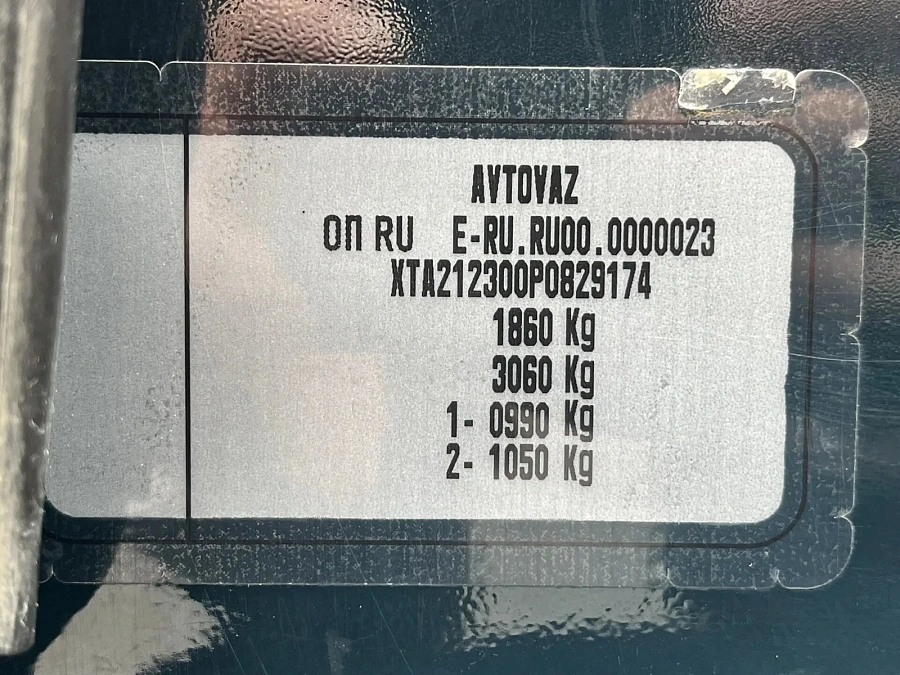 AVTOVAZ
ОП RU E-RU.RU00.0000023
XTA212300P0829174
1860 Kg
3060 Kg
1- 0990 Kg
2- 1050 Kg